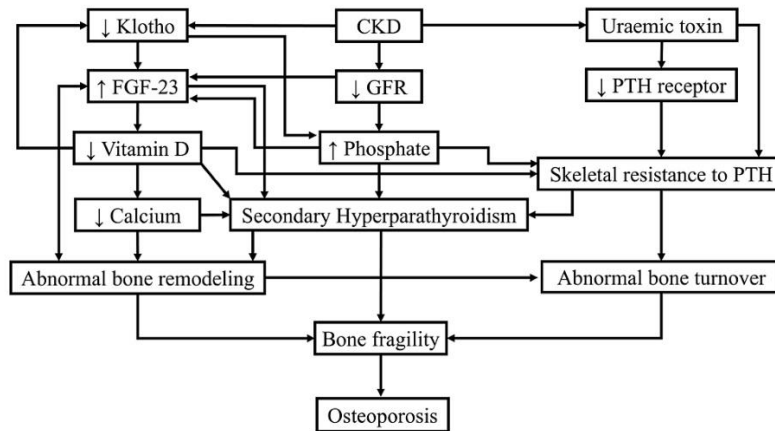 ↓ Klotho
CKD
Uraemic toxin
↑ FGF-23
↓ GFR
↓ PTH receptor
↓ Vitamin D
↑ Phosphate
Skeletal resistance to PTH
↓ Calcium
Secondary Hyperparathyroidism
Abnormal bone remodeling
Abnormal bone turnover
Bone fragility
Osteoporosis